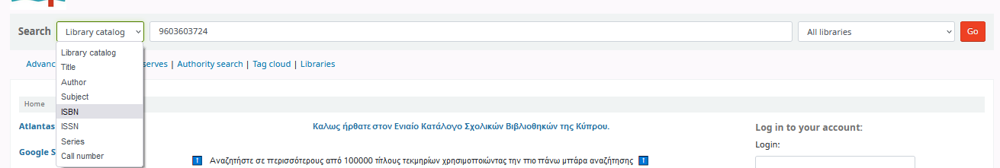 Search Library catalog 9603603724 All libraries Go
Library catalog
Title
Author
Subject
ISBN
ISSN
Series
Call number
Advanc serves | Authority search | Tag cloud | Libraries
Home
Atlantas
Google S
Καλως ήρθατε στον Ενιαίο Κατάλογο Σχολικών Βιβλιοθηκών της Κύπρου.
Αναζητήστε σε περισσότερους από 100000 τίτλους τεκμηρίων χρησιμοποιώντας την πιο πάνω μπάρα αναζήτησης
Log in to your account:
Login: